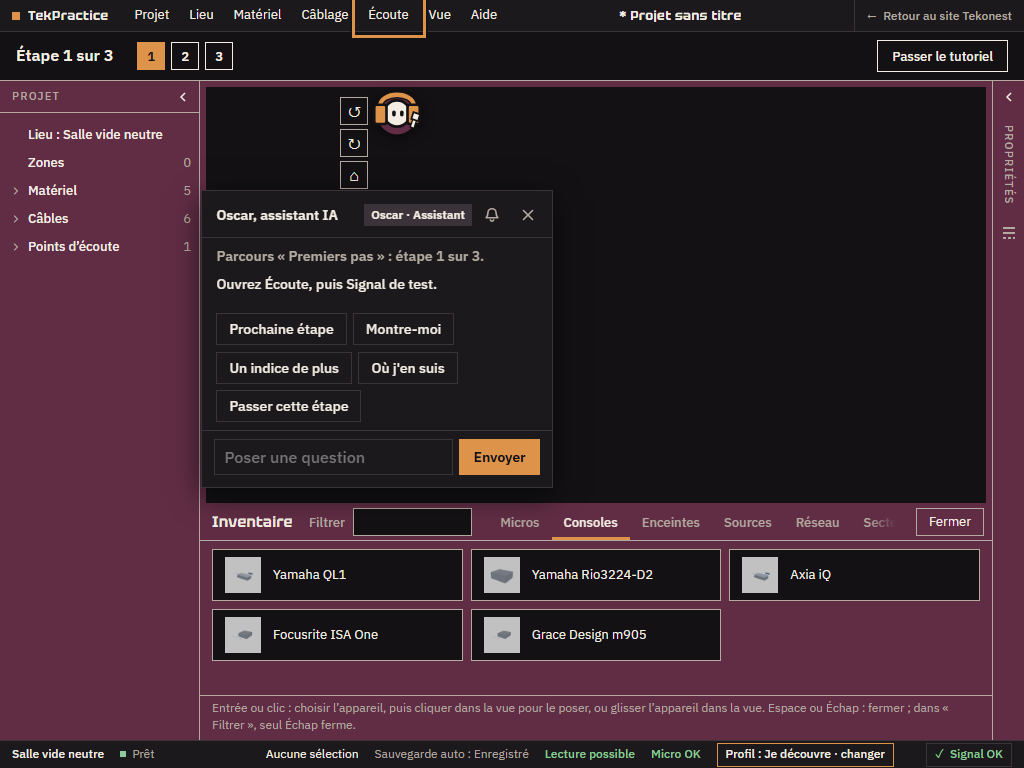 TekPractice Projet Lieu Matériel Câblage Écoute Vue Aide * Projet sans titre ← Retour au site Tekonest
Étape 1 sur 3 1 2 3 Passer le tutoriel
PROJET
Lieu : Salle vide neutre
Zones 0
Matériel 5
Câbles 6
Points d'écoute 1
PROPRIÉTÉS
Oscar, assistant IA Oscar · Assistant
Parcours « Premiers pas » : étape 1 sur 3.
Ouvrez Écoute, puis Signal de test.
Prochaine étape Montre-moi
Un indice de plus Où j'en suis
Passer cette étape
Poser une question Envoyer
Inventaire Filtrer Micros Consoles Enceintes Sources Réseau Fermer
Yamaha QL1 Yamaha Rio3224-D2 Axia iQ
Focusrite ISA One Grace Design m905
Entrée ou clic : choisir l'appareil, puis cliquer dans la vue pour le poser, ou glisser l'appareil dans la vue. Espace ou Échap : fermer ; dans «
Filtrer », seul Échap ferme.
Salle vide neutre Prêt Aucune sélection Sauvegarde auto : Enregistré Lecture possible Micro OK Profil : Je découvre · changer ✓ Signal OK